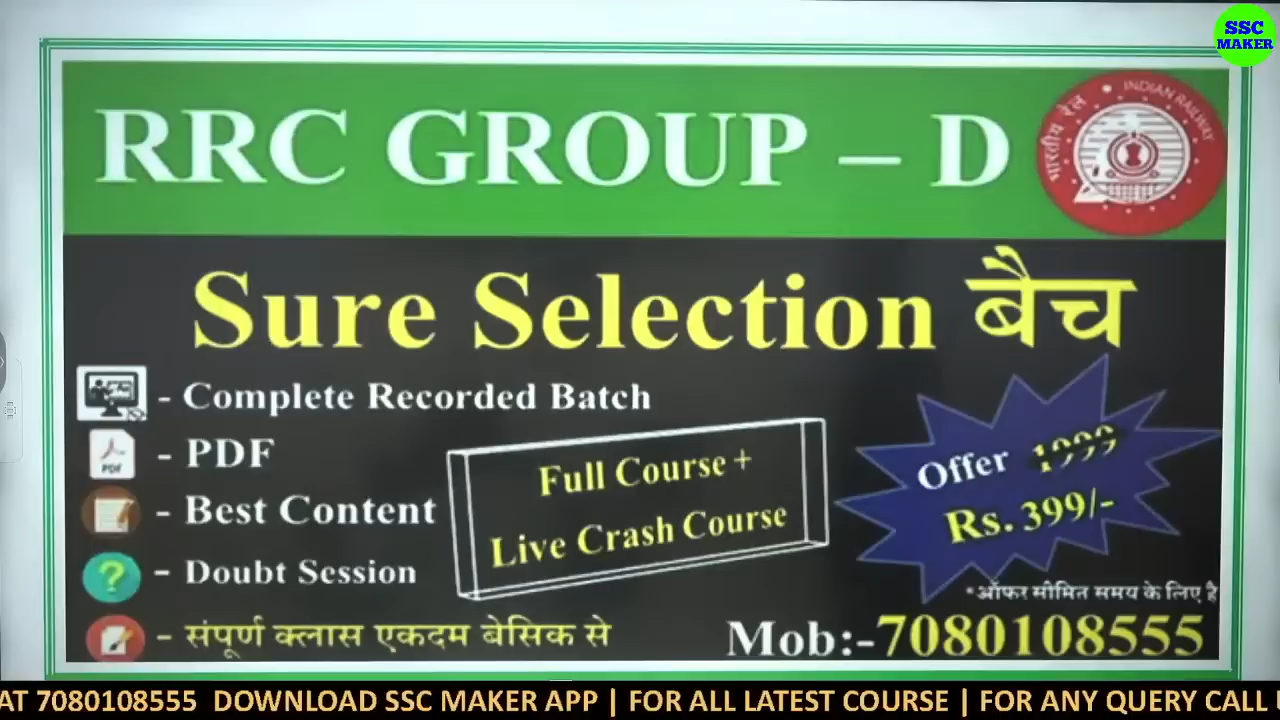 SSC
MAKER
RRC GROUP – D
भारतीय रेल • INDIAN RAILWAY
Sure Selection बैच
- Complete Recorded Batch
PDF
- PDF
- Best Content
- Doubt Session
- संपूर्ण क्लास एकदम बेसिक से
Full Course +
Live Crash Course
Offer 1999
Rs. 399/-
*ऑफर सीमित समय के लिए है
Mob:-7080108555
AT 7080108555 DOWNLOAD SSC MAKER APP | FOR ALL LATEST COURSE | FOR ANY QUERY CALL